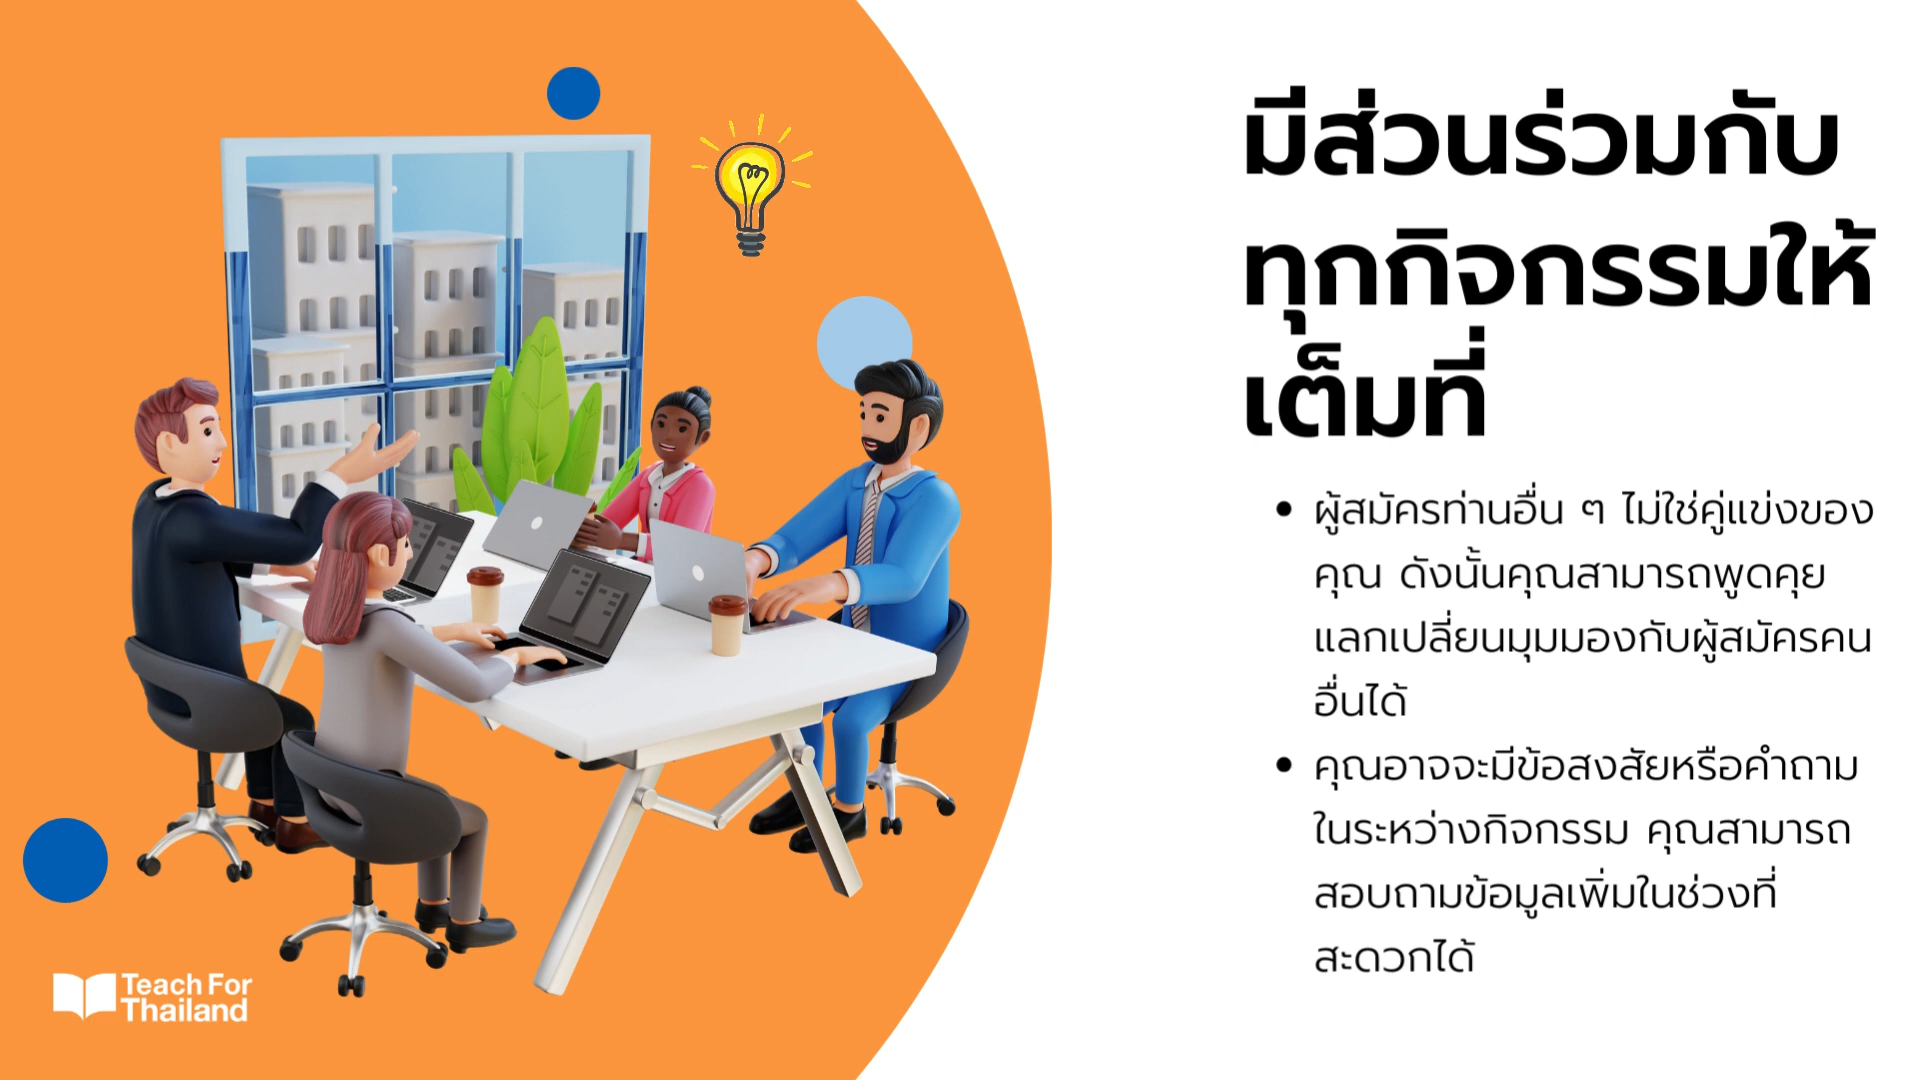 มีส่วนร่วมกับ
ทุกกิจกรรมให้
เต็มที่
ผู้สมัครท่านอื่น ๆ ไม่ใช่คู่แข่งของ
คุณ ดังนั้นคุณสามารถพูดคุย
แลกเปลี่ยนมุมมองกับผู้สมัครคน
อื่นได้
คุณอาจจะมีข้อสงสัยหรือคำถาม
ในระหว่างกิจกรรม คุณสามารถ
สอบถามข้อมูลเพิ่มในช่วงที่
สะดวกได้
Teach For
Thailand